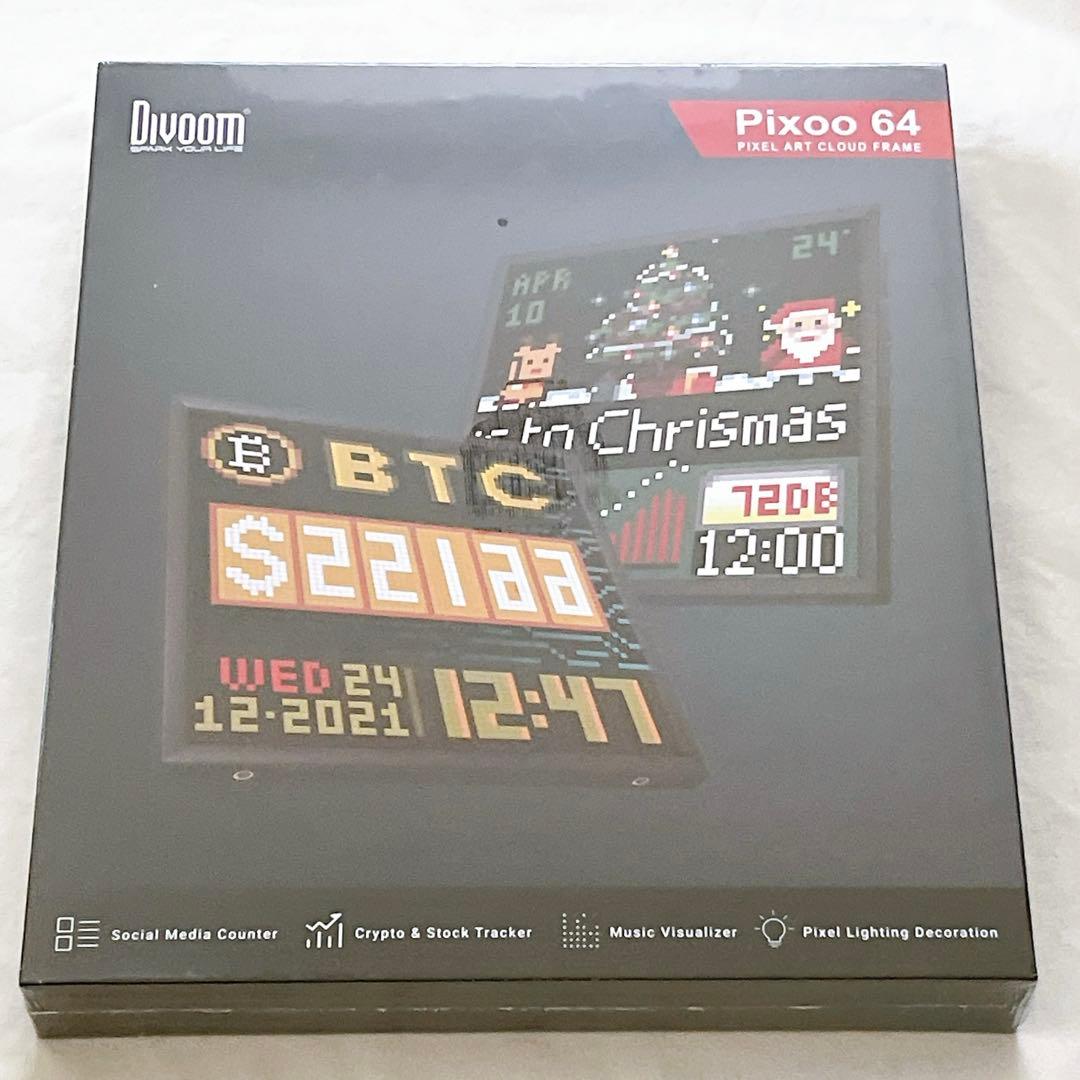 Divoom®
SPARK YOUR LIFE
Pixoo 64
PIXEL ART CLOUD FRAME
APR
10
24°
Chrismas
72DB
12:00
BTC
WED 24
12·2021
12:47
Social Media Counter
Crypto & Stock Tracker
Music Visualizer
Pixel Lighting Decoration